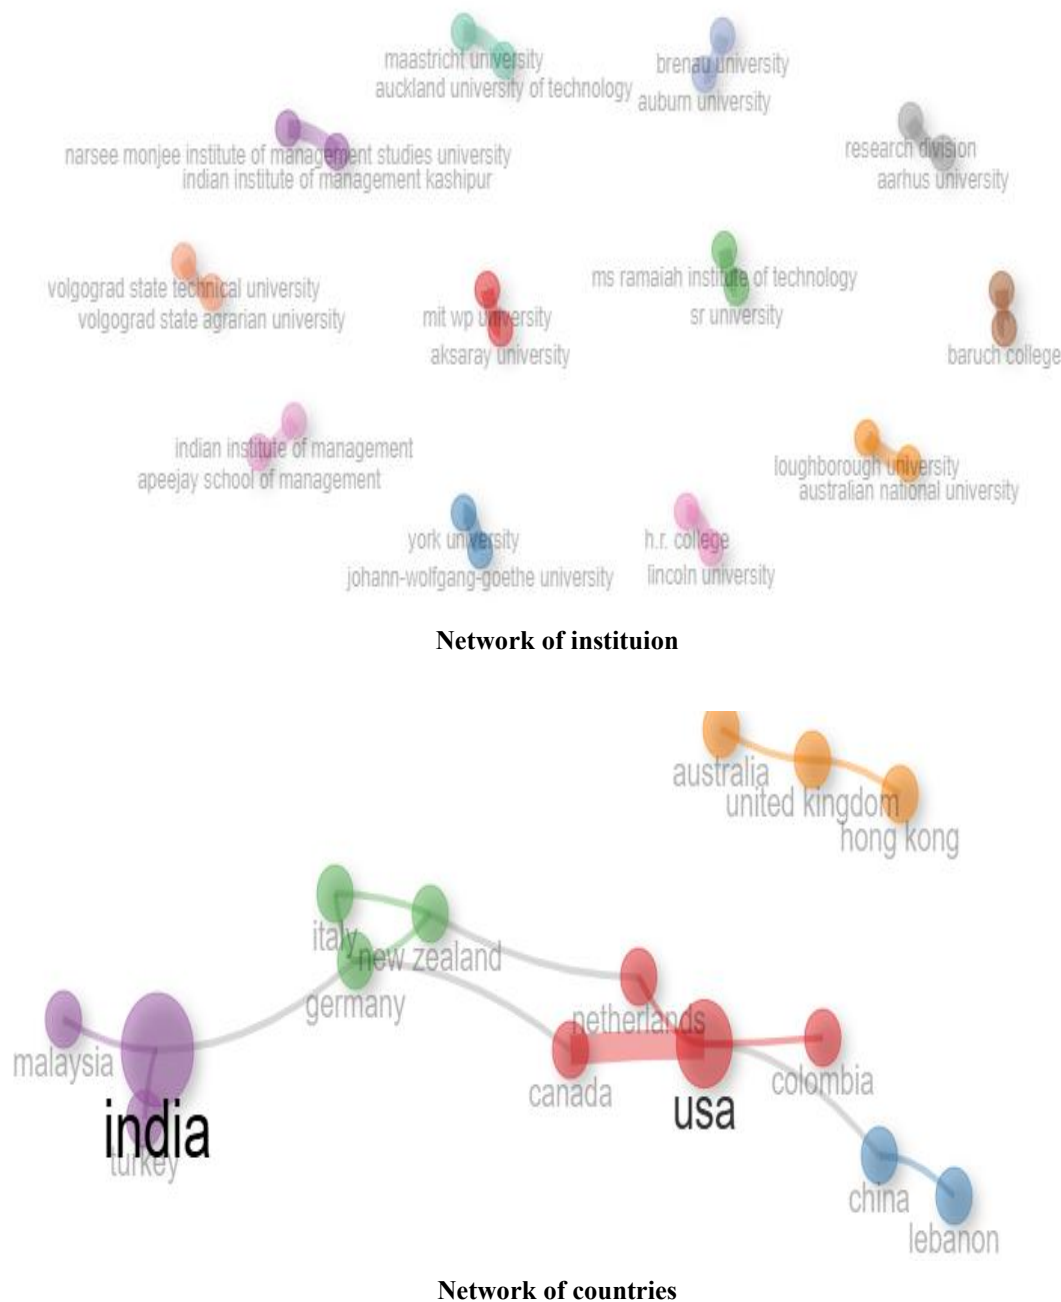 maastricht university
auckland university of technology
brenau university
auburn university
narsee monjee institute of management studies university
indian institute of management kashipur
research division
aarhus university
volgograd state technical university
volgograd state agrarian university
mit wp university
aksaray university
ms ramaiah institute of technology
sr university
baruch college
indian institute of management
apeejay school of management
loughborough university
australian national university
york university
johann-wolfgang-goethe university
h.r. college
lincoln university
Network of instituion
australia
united kingdom
hong kong
italy
new zealand
germany
netherlands
malaysia
canada
usa
colombia
india
turkey
china
lebanon
Network of countries